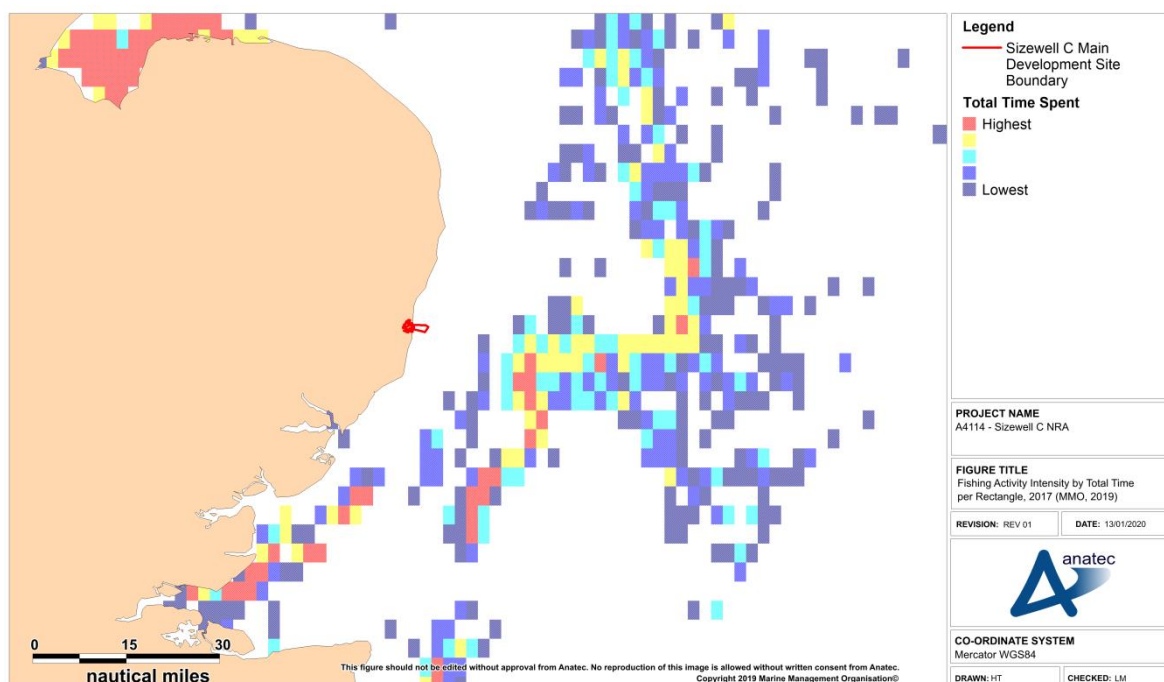 Legend
Sizewell C Main
Development Site
Boundary
Total Time Spent
Highest
Lowest
PROJECT NAME
A4114 - Sizewell C NRA
FIGURE TITLE
Fishing Activity Intensity by Total Time
per Rectangle, 2017 (MMO, 2019)
REVISION: REV 01
DATE: 13/01/2020
anatec
CO-ORDINATE SYSTEM
Mercator WGS84
DRAWN: HT
CHECKED: LM
0 15 30
nautical miles
This figure should not be edited without approval from Anatec. No reproduction of this image is allowed without written consent from Anatec.
Copyright 2019 Marine Management Organisation©